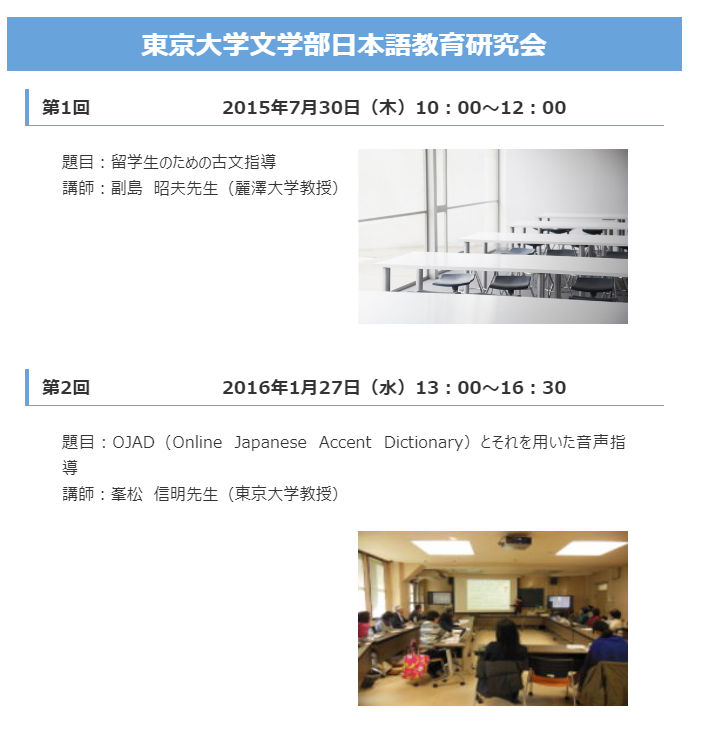 東京大学文学部日本語教育研究会
第1回 2015年7月30日（木）10：00～12：00
題目：留学生のための古文指導
講師：副島 昭夫先生（麗澤大学教授）
第2回 2016年1月27日（水）13：00～16：30
題目：OJAD（Online Japanese Accent Dictionary）とそれを用いた音声指
導
講師：峯松 信明先生（東京大学教授）